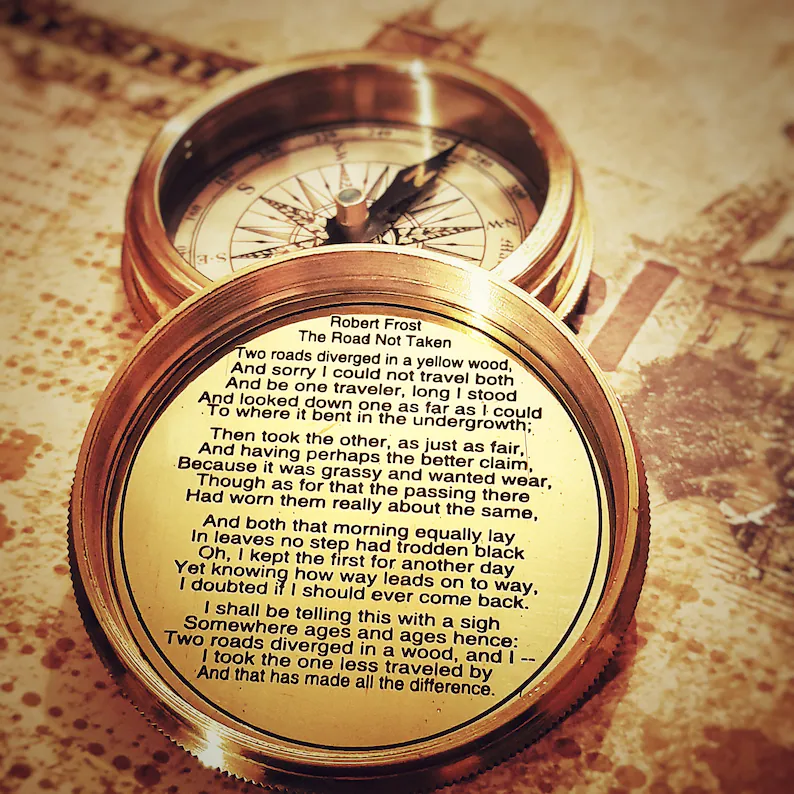 Robert Frost
The Road Not Taken
Two roads diverged in a yellow wood,
And sorry I could not travel both
And be one traveler, long I stood
And looked down one as far as I could
To where it bent in the undergrowth;
Then took the other, as just as fair,
And having perhaps the better claim,
Because it was grassy and wanted wear,
Though as for that the passing there
Had worn them really about the same,
And both that morning equally lay
In leaves no step had trodden black
Oh, I kept the first for another day
Yet knowing how way leads on to way,
I doubted if I should ever come back.
I shall be telling this with a sigh
Somewhere ages and ages hence:
Two roads diverged in a wood, and I --
I took the one less traveled by
And that has made all the difference.
N
S
S·E
N·W